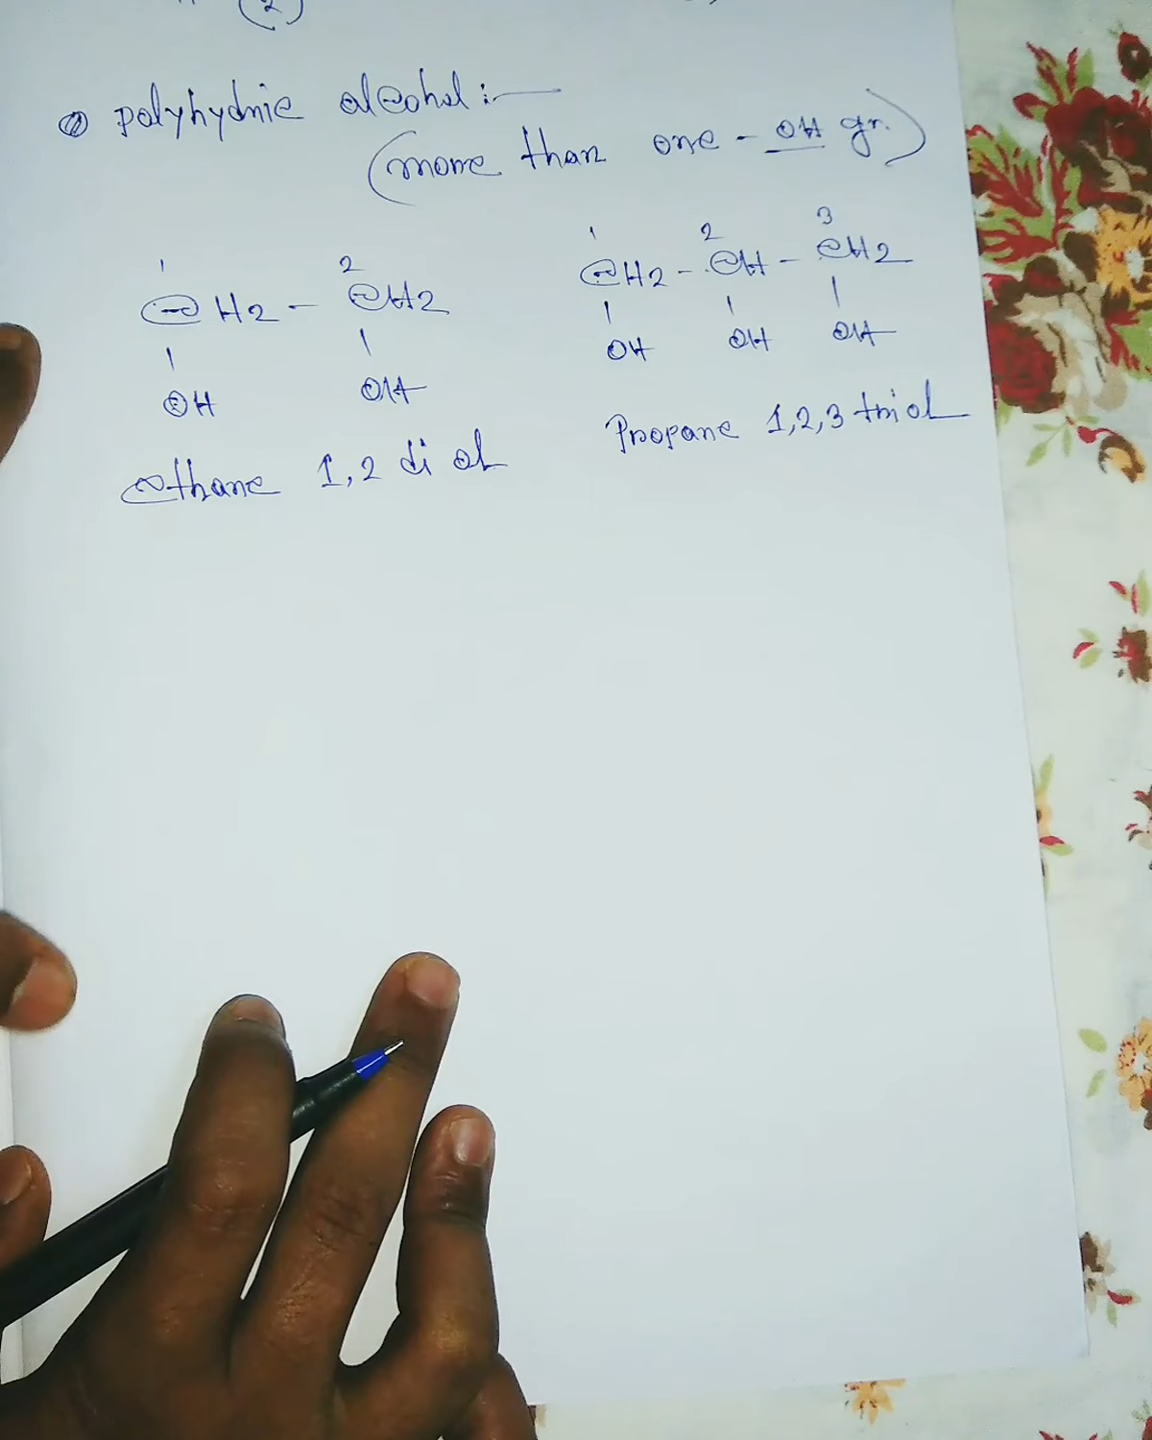 (2)
polyhydric alcohol :—
(more than one - OH gr.)
1 2
CH2 - CH2
| |
OH OH
ethane 1,2 di ol
1 2 3
CH2 - CH - CH2
| | |
OH OH OH
Propane 1,2,3 triol